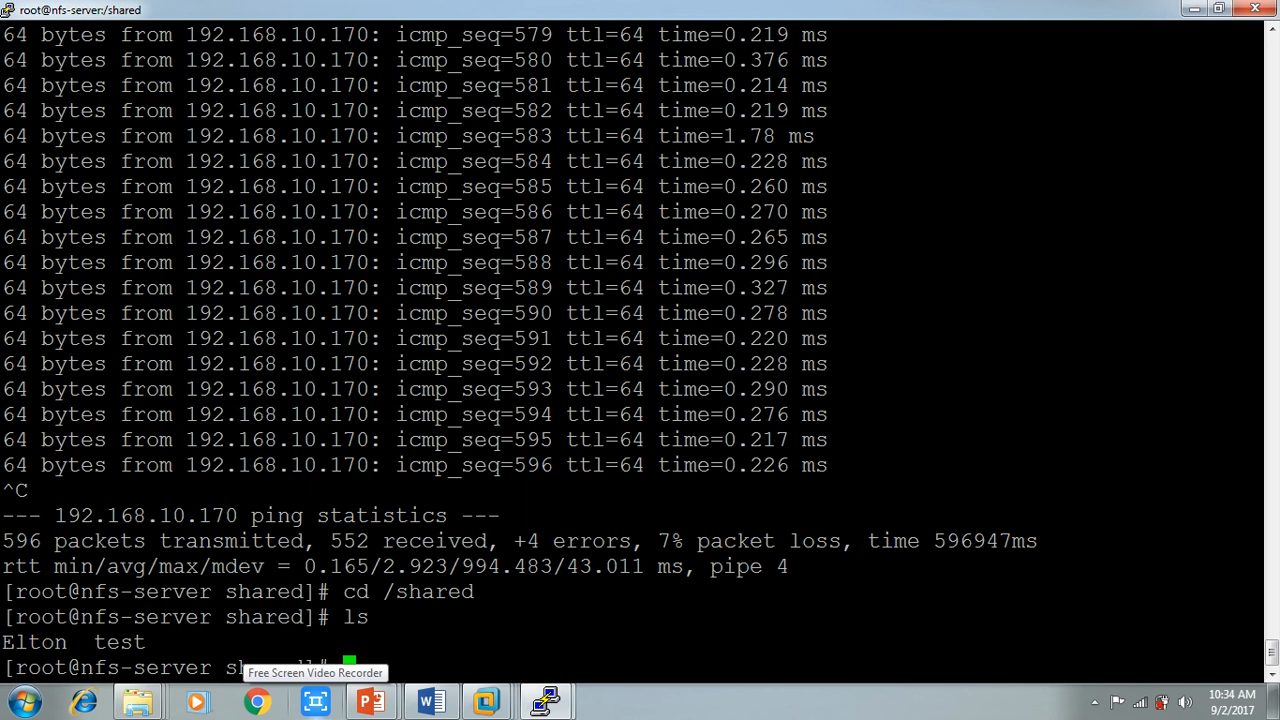 root@nfs-server:/shared
64 bytes from 192.168.10.170: icmp_seq=579 ttl=64 time=0.219 ms
64 bytes from 192.168.10.170: icmp_seq=580 ttl=64 time=0.376 ms
64 bytes from 192.168.10.170: icmp_seq=581 ttl=64 time=0.214 ms
64 bytes from 192.168.10.170: icmp_seq=582 ttl=64 time=0.219 ms
64 bytes from 192.168.10.170: icmp_seq=583 ttl=64 time=1.78 ms
64 bytes from 192.168.10.170: icmp_seq=584 ttl=64 time=0.228 ms
64 bytes from 192.168.10.170: icmp_seq=585 ttl=64 time=0.260 ms
64 bytes from 192.168.10.170: icmp_seq=586 ttl=64 time=0.270 ms
64 bytes from 192.168.10.170: icmp_seq=587 ttl=64 time=0.265 ms
64 bytes from 192.168.10.170: icmp_seq=588 ttl=64 time=0.296 ms
64 bytes from 192.168.10.170: icmp_seq=589 ttl=64 time=0.327 ms
64 bytes from 192.168.10.170: icmp_seq=590 ttl=64 time=0.278 ms
64 bytes from 192.168.10.170: icmp_seq=591 ttl=64 time=0.220 ms
64 bytes from 192.168.10.170: icmp_seq=592 ttl=64 time=0.228 ms
64 bytes from 192.168.10.170: icmp_seq=593 ttl=64 time=0.290 ms
64 bytes from 192.168.10.170: icmp_seq=594 ttl=64 time=0.276 ms
64 bytes from 192.168.10.170: icmp_seq=595 ttl=64 time=0.217 ms
64 bytes from 192.168.10.170: icmp_seq=596 ttl=64 time=0.226 ms
^C
--- 192.168.10.170 ping statistics ---
596 packets transmitted, 552 received, +4 errors, 7% packet loss, time 596947ms
rtt min/avg/max/mdev = 0.165/2.923/994.483/43.011 ms, pipe 4
[root@nfs-server shared]# cd /shared
[root@nfs-server shared]# ls
Elton  test
[root@nfs-server shared]#
Free Screen Video Recorder
10:34 AM
9/2/2017